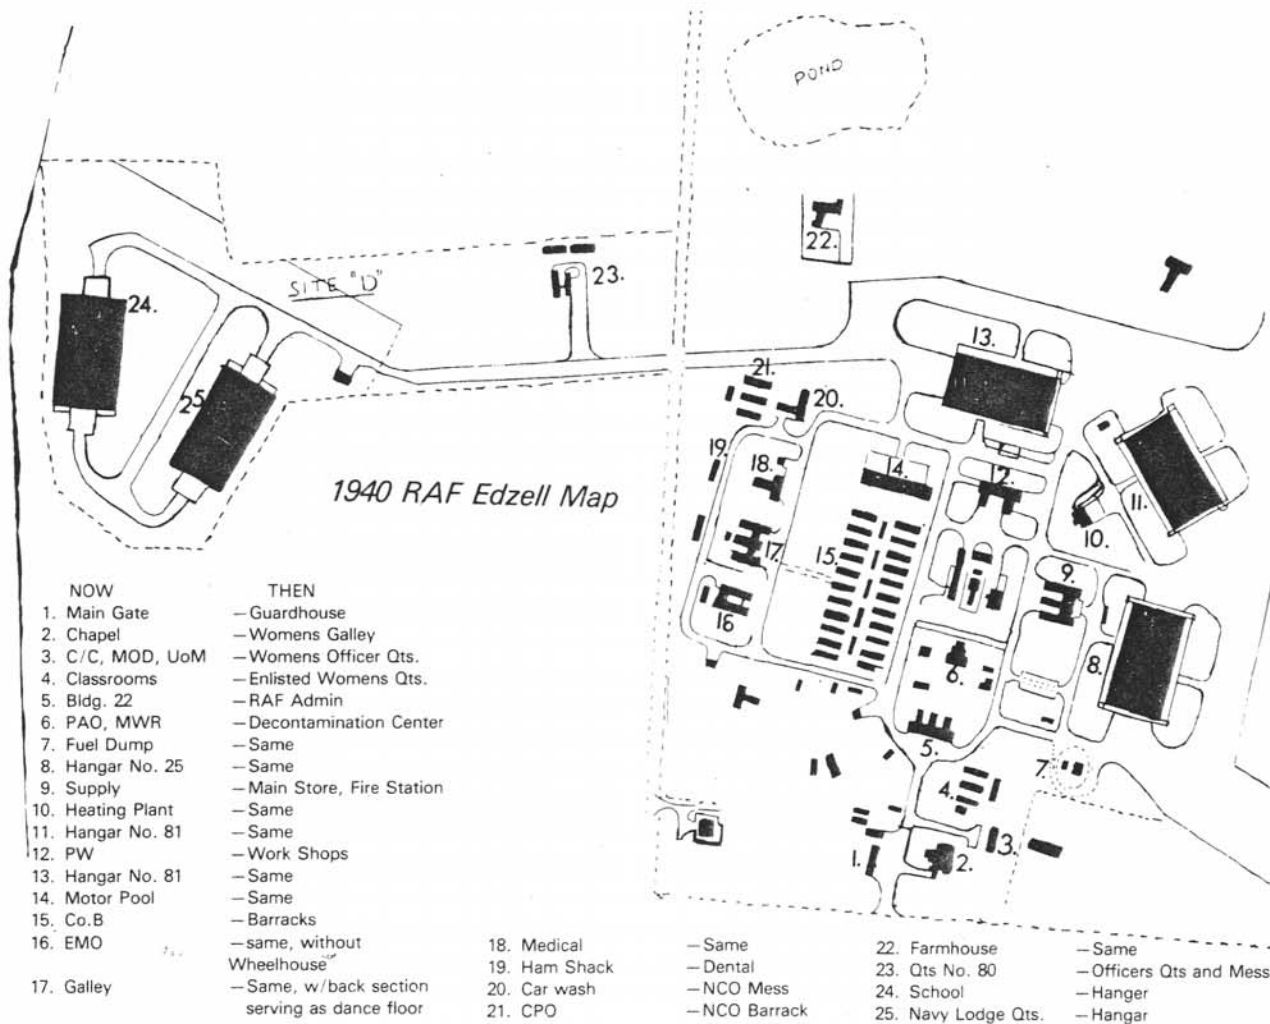 POND
22.
SITE "D"
23.
24.
25
13.
21.
20.
19.
18.
14.
12.
11.
10.
1940 RAF Edzell Map
17.
15.
9.
16
8.
6.
5.
7.
4.
3.
1.
2.
NOW THEN
1. Main Gate —Guardhouse
2. Chapel —Womens Galley
3. C/C, MOD, UoM —Womens Officer Qts.
4. Classrooms —Enlisted Womens Qts.
5. Bldg. 22 —RAF Admin
6. PAO, MWR —Decontamination Center
7. Fuel Dump —Same
8. Hangar No. 25 —Same
9. Supply —Main Store, Fire Station
10. Heating Plant —Same
11. Hangar No. 81 —Same
12. PW —Work Shops
13. Hangar No. 81 —Same
14. Motor Pool —Same
15. Co.B —Barracks
16. EMO —same, without
Wheelhouse
17. Galley —Same, w/back section
serving as dance floor
18. Medical —Same
19. Ham Shack —Dental
20. Car wash —NCO Mess
21. CPO —NCO Barrack
22. Farmhouse —Same
23. Qts No. 80 —Officers Qts and Mess
24. School —Hanger
25. Navy Lodge Qts. —Hangar